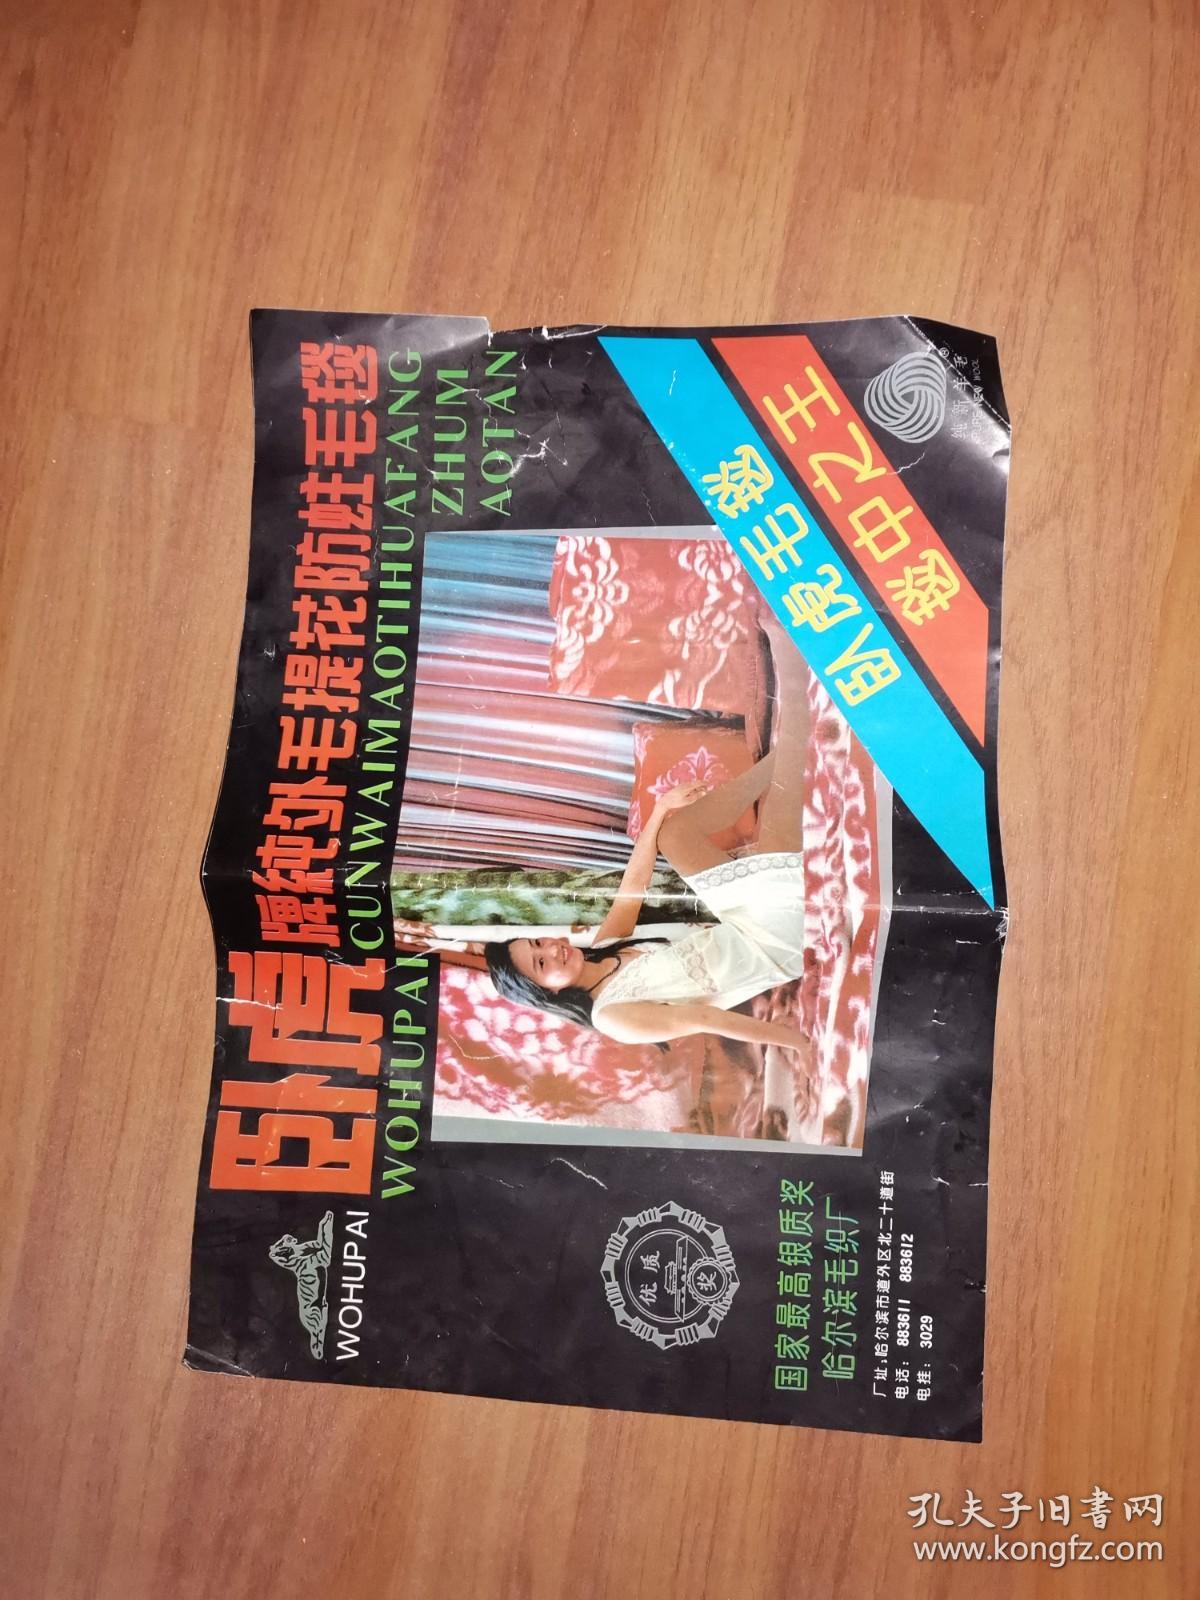 WOHUPAI
卧虎牌纯外毛提花防蛀毛毯
WOHUPAI CUNWAIMAOTIHUAFANG
ZHUM
AOTAN
优质
奖
卧虎毛毯
毯中之王
纯新羊毛
PURE NEW WOOL
®
国家最高银质奖
哈尔滨毛织厂
厂址:哈尔滨市道外区北二十道街
电话: 883611 883612
电挂: 3029
孔夫子旧书网
www.kongfz.com